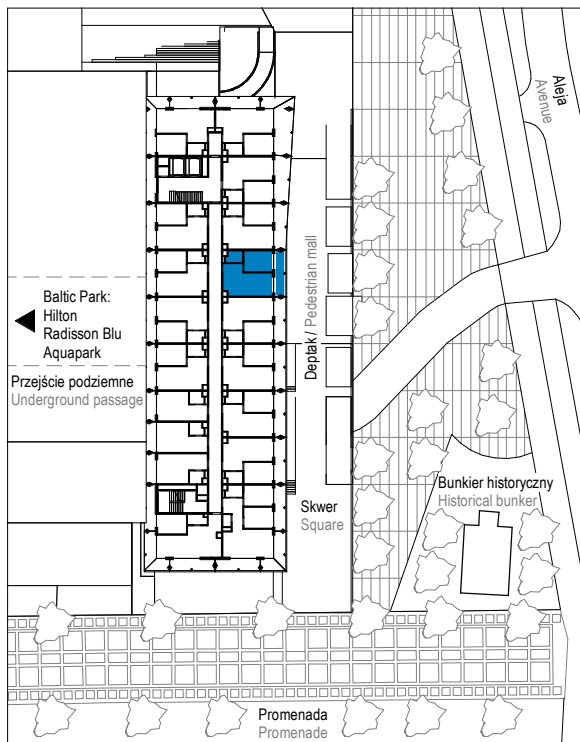 Aleja
Avenue
Baltic Park:
Hilton
Radisson Blu
Aquapark
Deptak / Pedestrian mall
Przejście podziemne
Underground passage
Bunkier historyczny
Historical bunker
Skwer
Square
Promenada
Promenade